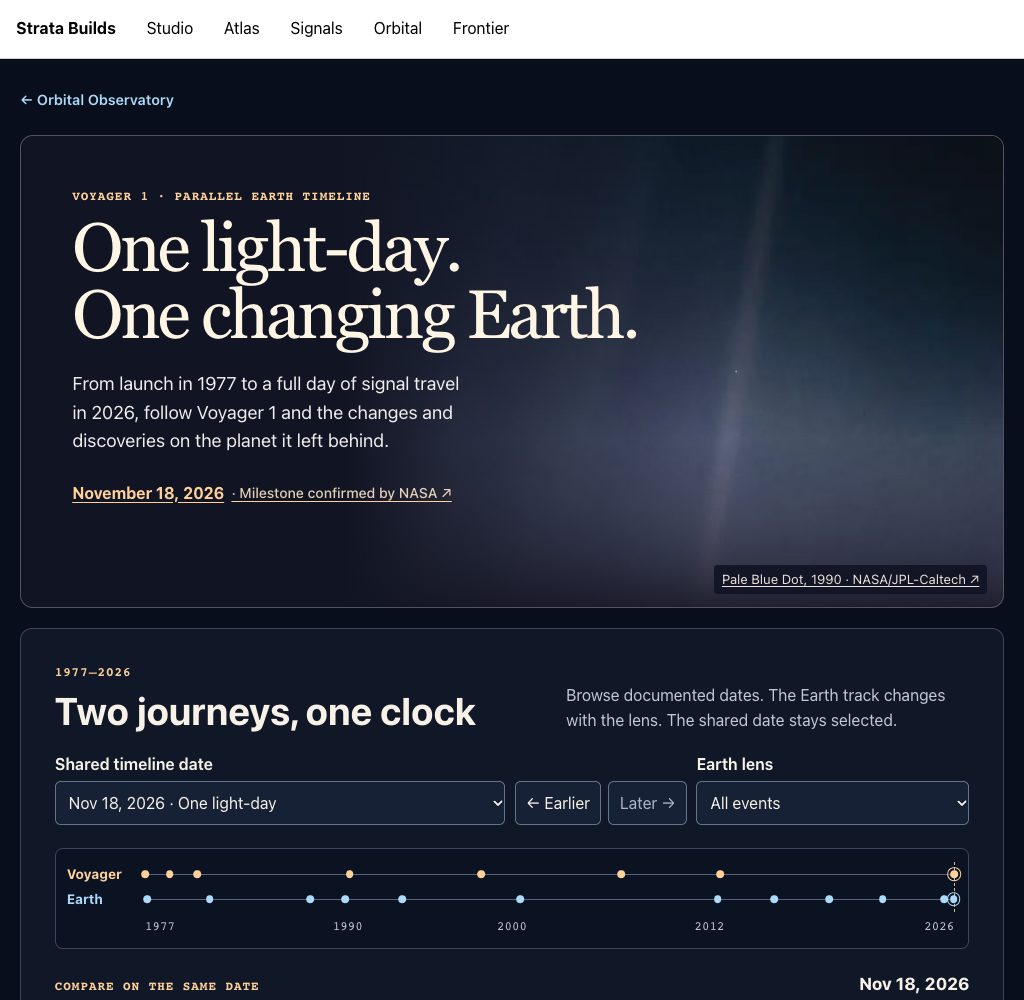 Strata Builds Studio Atlas Signals Orbital Frontier
← Orbital Observatory
VOYAGER 1 · PARALLEL EARTH TIMELINE
One light-day.
One changing Earth.
From launch in 1977 to a full day of signal travel
in 2026, follow Voyager 1 and the changes and
discoveries on the planet it left behind.
November 18, 2026 · Milestone confirmed by NASA ↗
Pale Blue Dot, 1990 · NASA/JPL-Caltech ↗
1977—2026
Two journeys, one clock
Browse documented dates. The Earth track changes
with the lens. The shared date stays selected.
Shared timeline date
Nov 18, 2026 · One light-day
← Earlier
Later →
Earth lens
All events
Voyager
Earth
1977 1990 2000 2012 2026
COMPARE ON THE SAME DATE
Nov 18, 2026